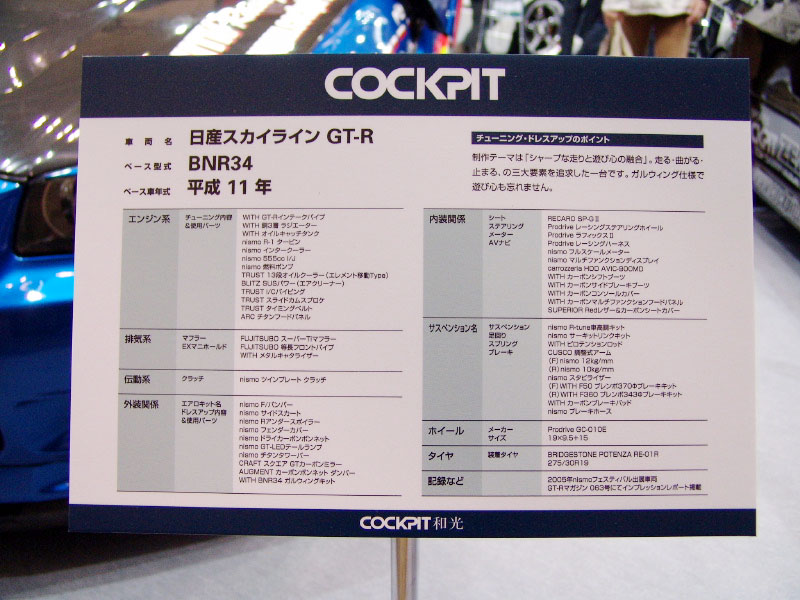 COCKPIT
車両名 日産スカイライン GT-R
ベース型式 BNR34
ベース車年式 平成 11 年
チューニング・ドレスアップのポイント
制作テーマは「シャープな走りと遊び心の融合」。走る・曲がる・
止まる、の三大要素を追求した一台です。ガルウィング仕様で
遊び心も忘れません。
エンジン系
チューニング内容
&使用パーツ
WITH GT-Rインテークパイプ
WITH 銅3層 ラジエーター
WITH オイルキャッチタンク
nismo R-1 タービン
nismo インタークーラー
nismo 555cc I/J
nismo 燃料ポンプ
TRUST 13段オイルクーラー(エレメント移動Type)
BLITZ SUSパワー(エアクリーナー)
TRUST I/Cパイピング
TRUST スライドカムスプロケ
TRUST タイミングベルト
ARC チタンフードパネル
排気系
マフラー
EXマニホールド
FUJITSUBO スーパーTiマフラー
FUJITSUBO 等長フロントパイプ
WITH メタルキャタライザー
伝動系
クラッチ
nismo ツインプレート クラッチ
外装関係
エアロキット名
ドレスアップ内容
&使用パーツ
nismo F/バンパー
nismo サイドスカート
nismo Rアンダースポイラー
nismo フェンダーカバー
nismo ドライカーボンボンネット
nismo GT-LEDテールランプ
nismo チタンタワーバー
CRAFT スクエア GTカーボンミラー
AUGMENT カーボンボンネット ダンパー
WITH BNR34 ガルウィングキット
内装関係
シート
ステアリング
メーター
AVナビ
RECARO SP-GⅡ
Prodrive レーシングステアリングホイール
Prodrive ラフィックスⅡ
Prodrive レーシングハーネス
nismo フルスケールメーター
nismo マルチファンクションディスプレイ
carrozzeria HDD AVIC-900MD
WITH カーボンシフトブーツ
WITH カーボンサイドブレーキブーツ
WITH カーボンコンソールカバー
WITH カーボンマルチファンクションフードパネル
SUPERIOR Redレザー&カーボンシートカバー
サスペンション名
サスペンション
足回り
スプリング
ブレーキ
nismo R-tune車高調キット
nismo サーキットリンクキット
WITH ピロテンションロッド
CUSCO 調整式アーム
(F)nismo 12kg/mm
(R)nismo 10kg/mm
nismo スタビライザー
(F)WITH F50 ブレンボ370Φブレーキキット
(R)WITH F360 ブレンボ343Φブレーキキット
WITH カーボンブレーキパッド
nismo ブレーキホース
ホイール
メーカー
サイズ
Prodrive GC-010E
19×9.5+15
タイヤ
装着タイヤ
BRIDGESTONE POTENZA RE-01R
275/30R19
記録など
2005年nismoフェスティバル出展車両
GT-Rマガジン 063号にてインプレッションレポート掲載
COCKPIT 和光